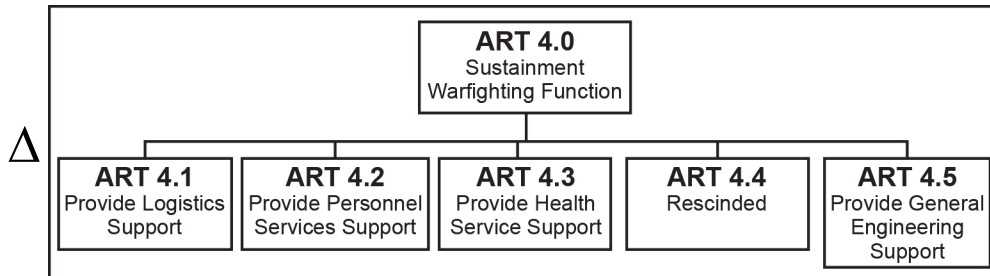 ART 4.0
Sustainment
Warfighting Function
Δ
ART 4.1
Provide Logistics
Support
ART 4.2
Provide Personnel
Services Support
ART 4.3
Provide Health
Service Support
ART 4.4
Rescinded
ART 4.5
Provide General
Engineering
Support